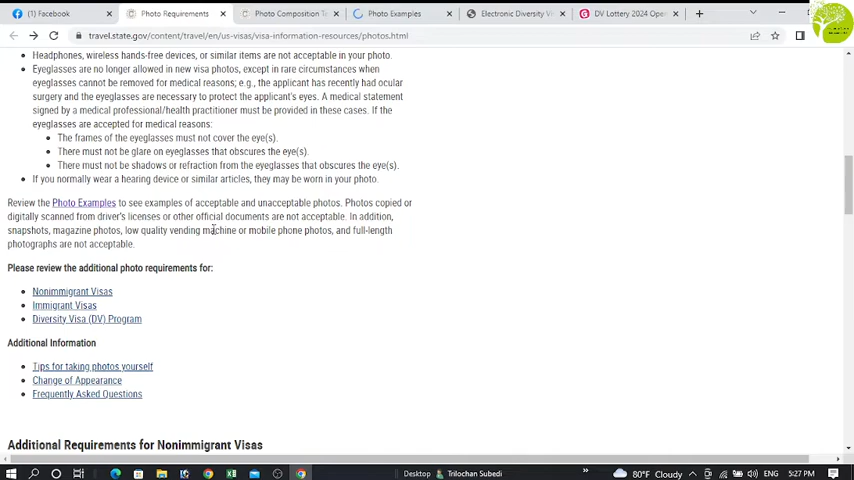 (1) Facebook
Photo Requirements
Photo Composition Te
Photo Examples
Electronic Diversity Vi
DV Lottery 2024 Ope
travel.state.gov/content/travel/en/us-visas/visa-information-resources/photos.html
Headphones, wireless hands-free devices, or similar items are not acceptable in your photo.
Eyeglasses are no longer allowed in new visa photos, except in rare circumstances when
eyeglasses cannot be removed for medical reasons; e.g., the applicant has recently had ocular
surgery and the eyeglasses are necessary to protect the applicant's eyes. A medical statement
signed by a medical professional/health practitioner must be provided in these cases. If the
eyeglasses are accepted for medical reasons:
The frames of the eyeglasses must not cover the eye(s).
There must not be glare on eyeglasses that obscures the eye(s).
There must not be shadows or refraction from the eyeglasses that obscures the eye(s).
If you normally wear a hearing device or similar articles, they may be worn in your photo.
Review the Photo Examples to see examples of acceptable and unacceptable photos. Photos copied or
digitally scanned from driver's licenses or other official documents are not acceptable. In addition,
snapshots, magazine photos, low quality vending machine or mobile phone photos, and full-length
photographs are not acceptable.
Please review the additional photo requirements for:
Nonimmigrant Visas
Immigrant Visas
Diversity Visa (DV) Program
Additional Information
Tips for taking photos yourself
Change of Appearance
Frequently Asked Questions
Additional Requirements for Nonimmigrant Visas
Desktop Trilochan Subedi 80°F Cloudy ENG 5:27 PM